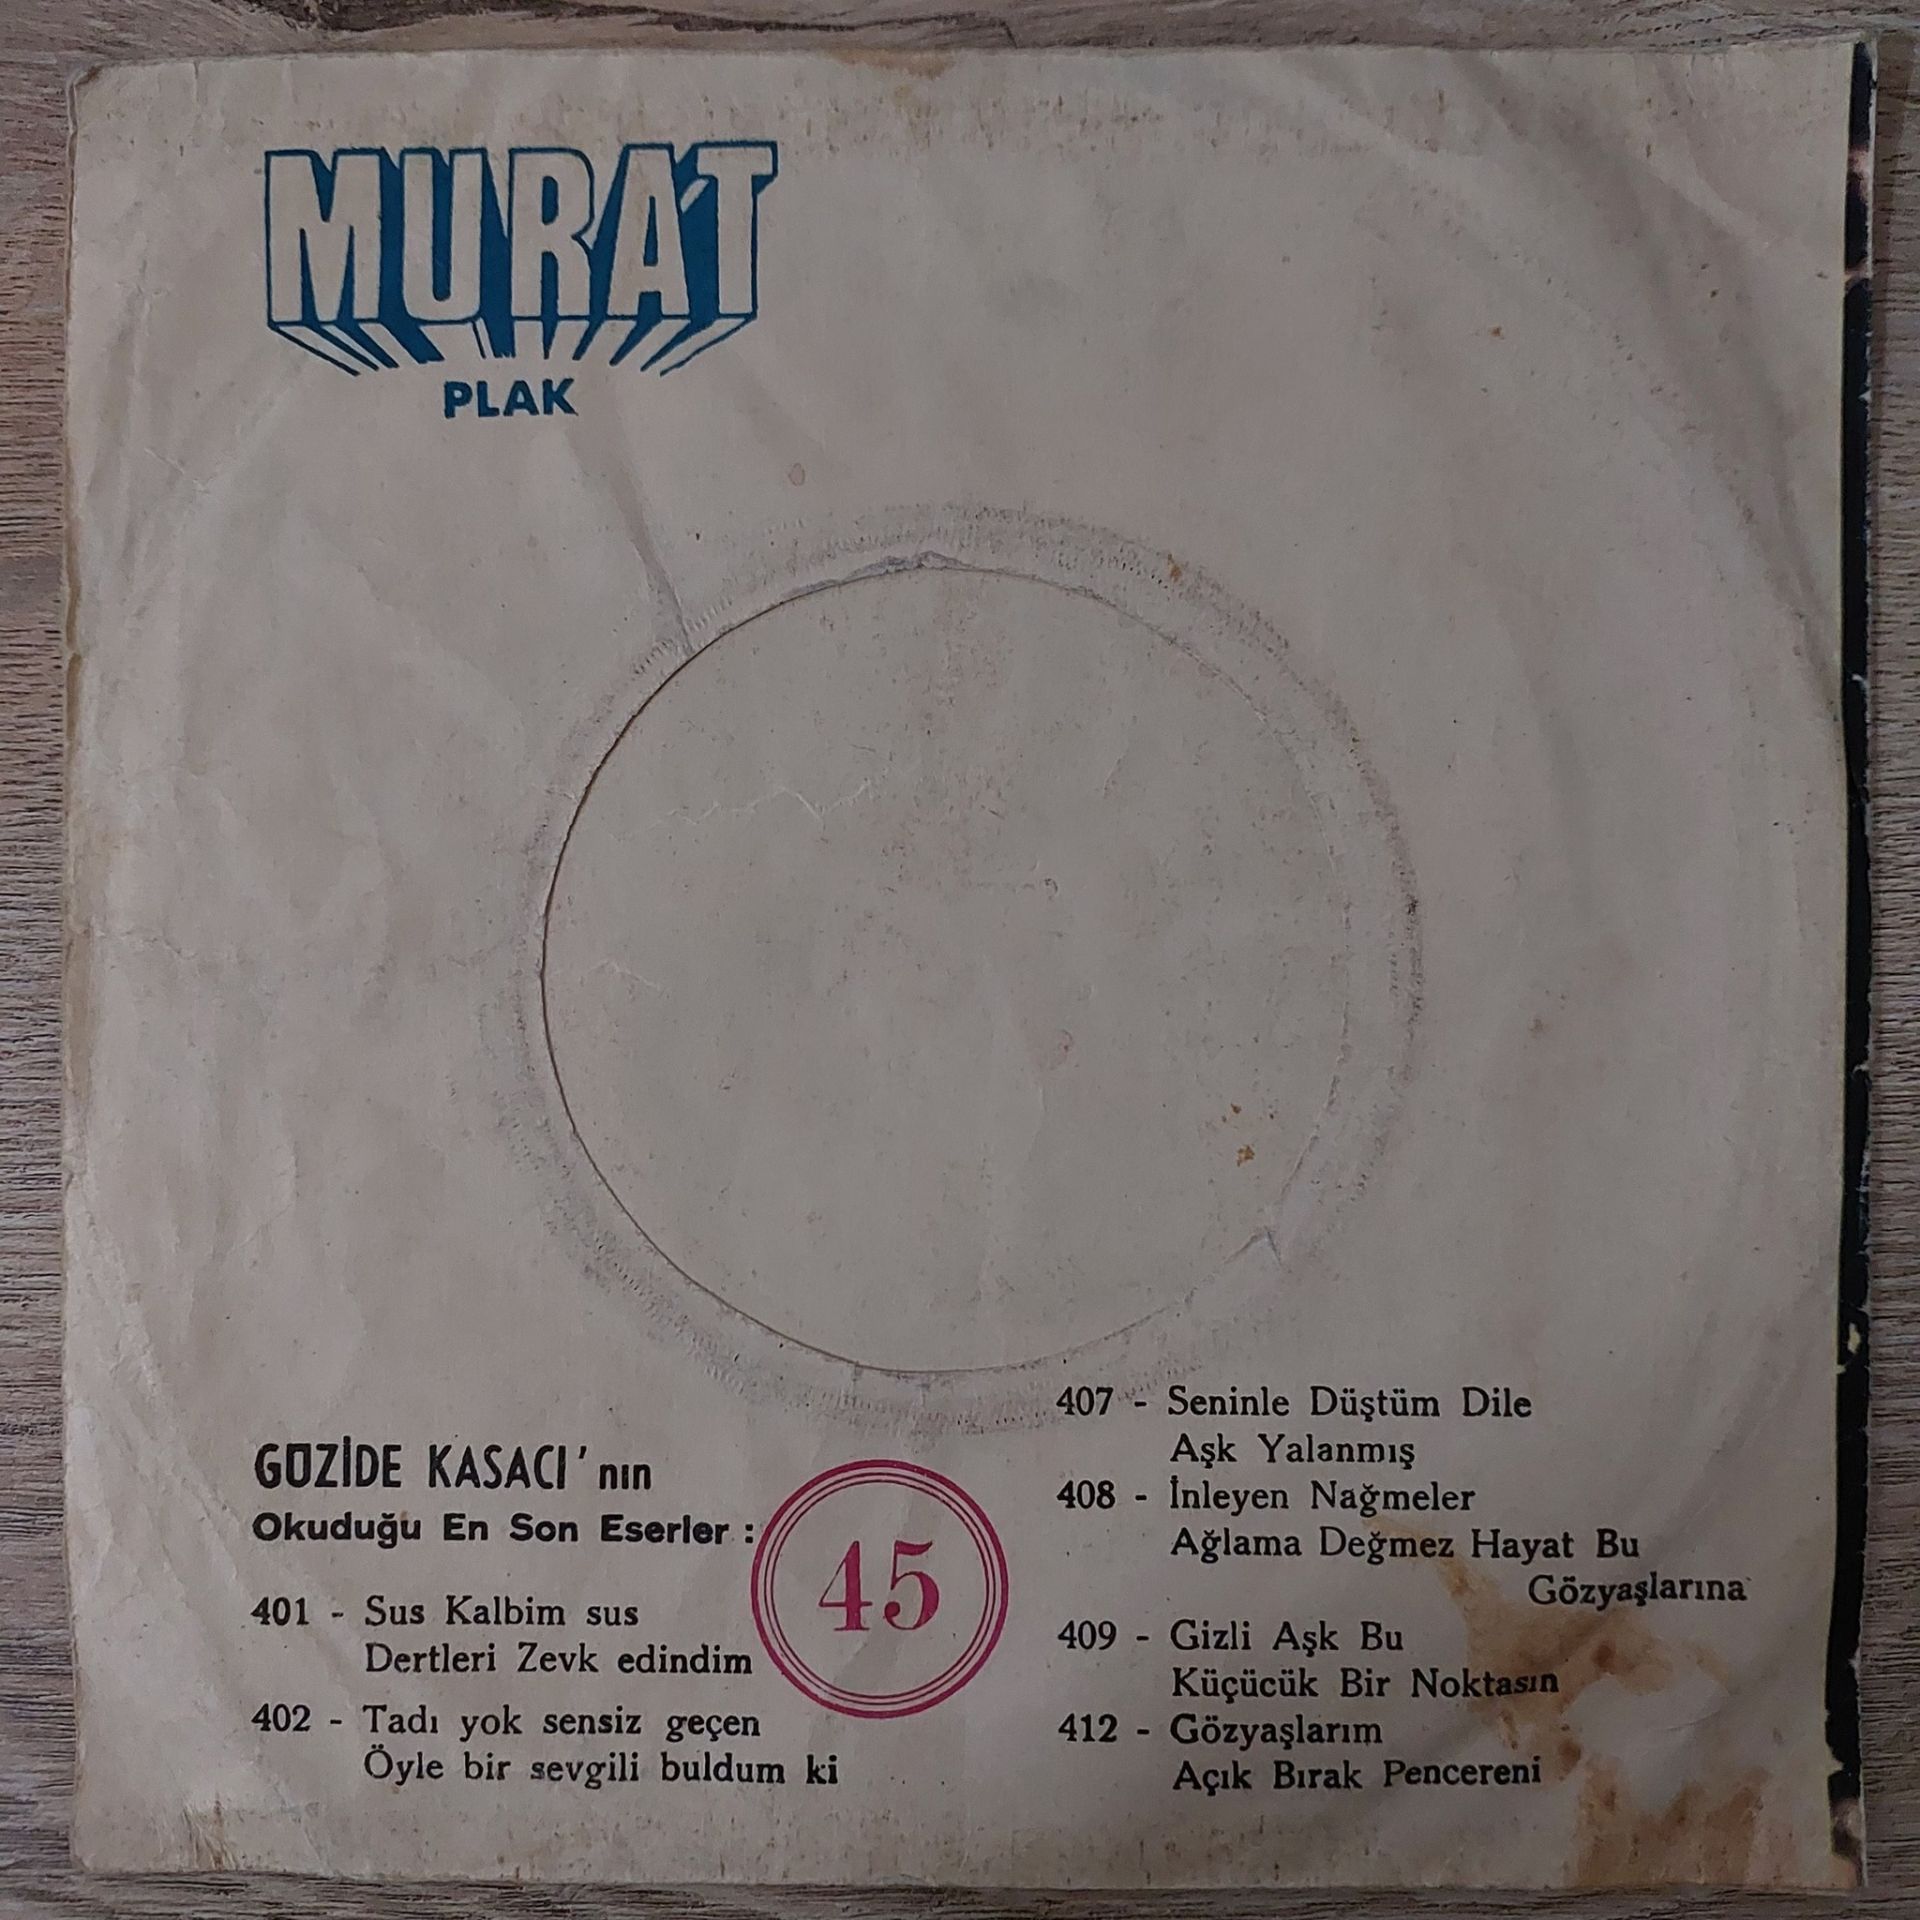 MURAT
PLAK
GÜZİDE KASACI'nın
Okuduğu En Son Eserler :
401 - Sus Kalbim sus
Dertleri Zevk edindim
402 - Tadı yok sensiz geçen
Öyle bir sevgili buldum ki
45
407 - Seninle Düştüm Dile
Aşk Yalanmış
408 - İnleyen Nağmeler
Ağlama Değmez Hayat Bu
Gözyaşlarına
409 - Gizli Aşk Bu
Küçücük Bir Noktasın
412 - Gözyaşlarım
Açık Bırak Pencereni